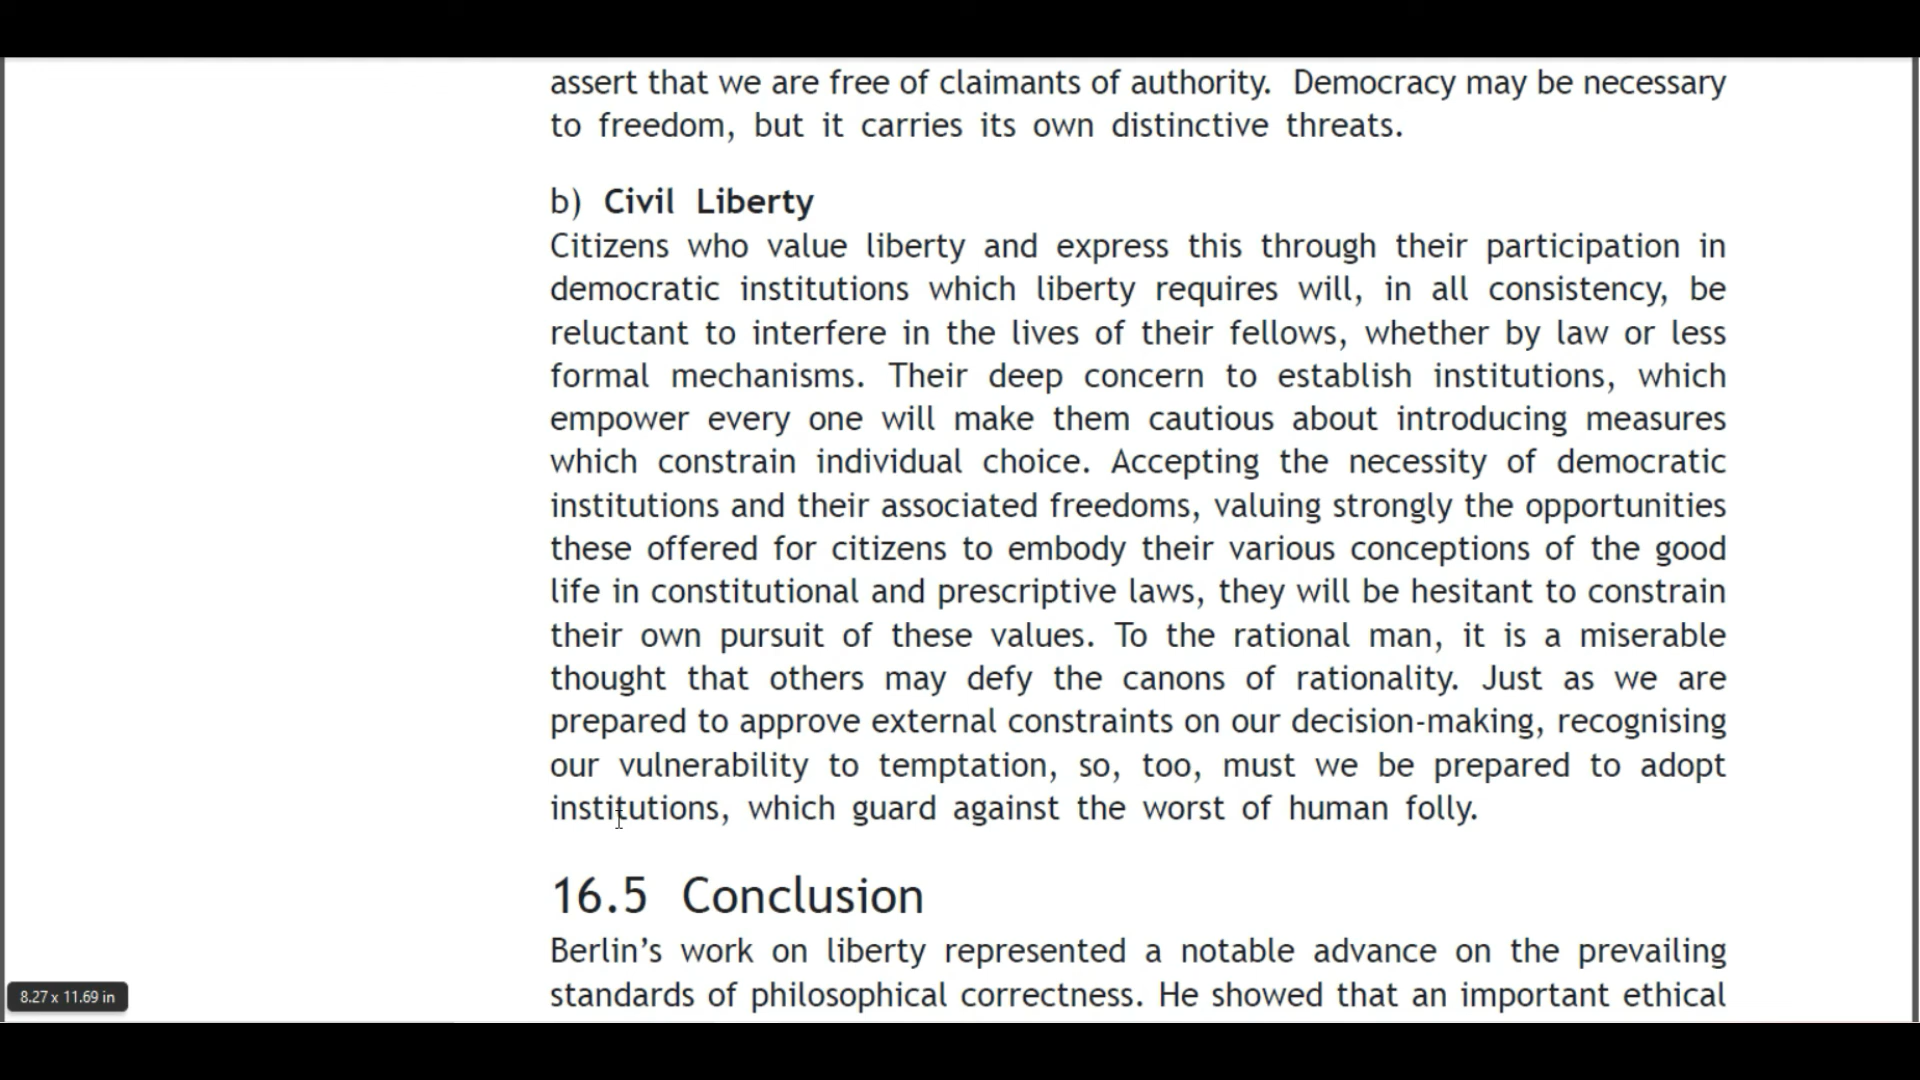 assert that we are free of claimants of authority. Democracy may be necessary
to freedom, but it carries its own distinctive threats.
b) Civil Liberty
Citizens who value liberty and express this through their participation in
democratic institutions which liberty requires will, in all consistency, be
reluctant to interfere in the lives of their fellows, whether by law or less
formal mechanisms. Their deep concern to establish institutions, which
empower every one will make them cautious about introducing measures
which constrain individual choice. Accepting the necessity of democratic
institutions and their associated freedoms, valuing strongly the opportunities
these offered for citizens to embody their various conceptions of the good
life in constitutional and prescriptive laws, they will be hesitant to constrain
their own pursuit of these values. To the rational man, it is a miserable
thought that others may defy the canons of rationality. Just as we are
prepared to approve external constraints on our decision-making, recognising
our vulnerability to temptation, so, too, must we be prepared to adopt
institutions, which guard against the worst of human folly.
16.5 Conclusion
Berlin’s work on liberty represented a notable advance on the prevailing
standards of philosophical correctness. He showed that an important ethical
8.27 x 11.69 in